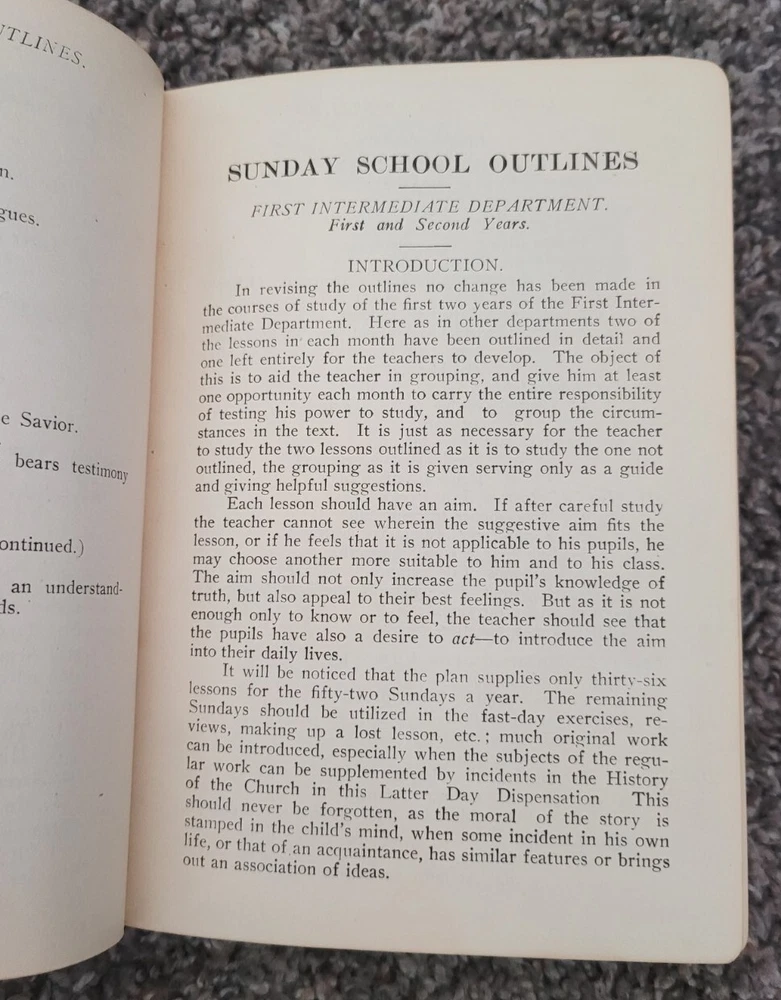 UTLINES.
n.
gues.
e Savior.
bears testimony
ontinued.)
an understand-
ds.
SUNDAY SCHOOL OUTLINES
FIRST INTERMEDIATE DEPARTMENT.
First and Second Years.
INTRODUCTION.
In revising the outlines no change has been made in
the courses of study of the first two years of the First Inter-
mediate Department. Here as in other departments two of
the lessons in each month have been outlined in detail and
one left entirely for the teachers to develop. The object of
this is to aid the teacher in grouping, and give him at least
one opportunity each month to carry the entire responsibility
of testing his power to study, and to group the circum-
stances in the text. It is just as necessary for the teacher
to study the two lessons outlined as it is to study the one not
outlined, the grouping as it is given serving only as a guide
and giving helpful suggestions.
Each lesson should have an aim. If after careful study
the teacher cannot see wherein the suggestive aim fits the
lesson, or if he feels that it is not applicable to his pupils, he
may choose another more suitable to him and to his class.
The aim should not only increase the pupil's knowledge of
truth, but also appeal to their best feelings. But as it is not
enough only to know or to feel, the teacher should see that
the pupils have also a desire to act—to introduce the aim
into their daily lives.
It will be noticed that the plan supplies only thirty-six
lessons for the fifty-two Sundays a year. The remaining
Sundays should be utilized in the fast-day exercises, re-
views, making up a lost lesson, etc.; much original work
can be introduced, especially when the subjects of the regu-
lar work can be supplemented by incidents in the History
of the Church in this Latter Day Dispensation This
should never be forgotten, as the moral of the story is
stamped in the child's mind, when some incident in his own
life, or that of an acquaintance, has similar features or brings
out an association of ideas.